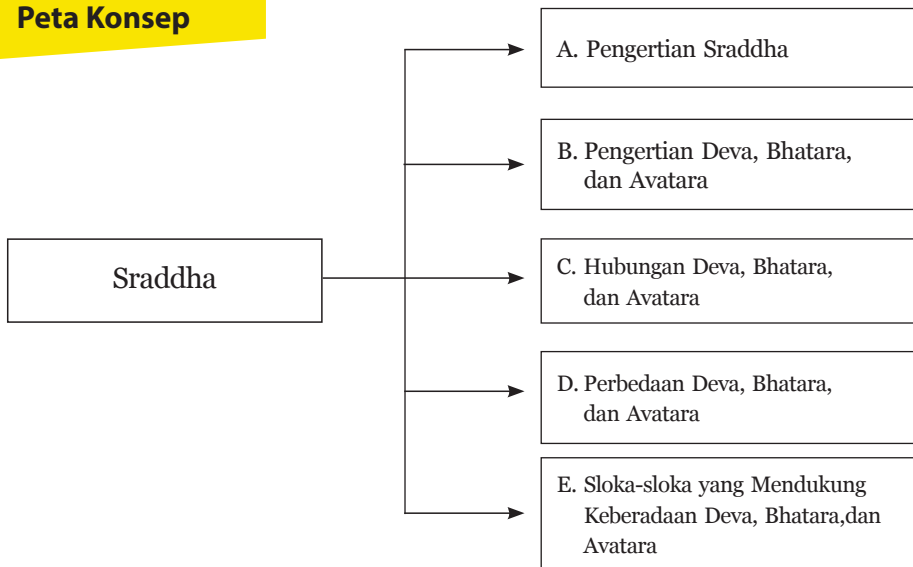 Peta Konsep
A. Pengertian Sraddha
B. Pengertian Deva, Bhatara,
dan Avatara
Sraddha
C. Hubungan Deva, Bhatara,
dan Avatara
D. Perbedaan Deva, Bhatara,
dan Avatara
E. Sloka-sloka yang Mendukung
Keberadaan Deva, Bhatara,dan
Avatara